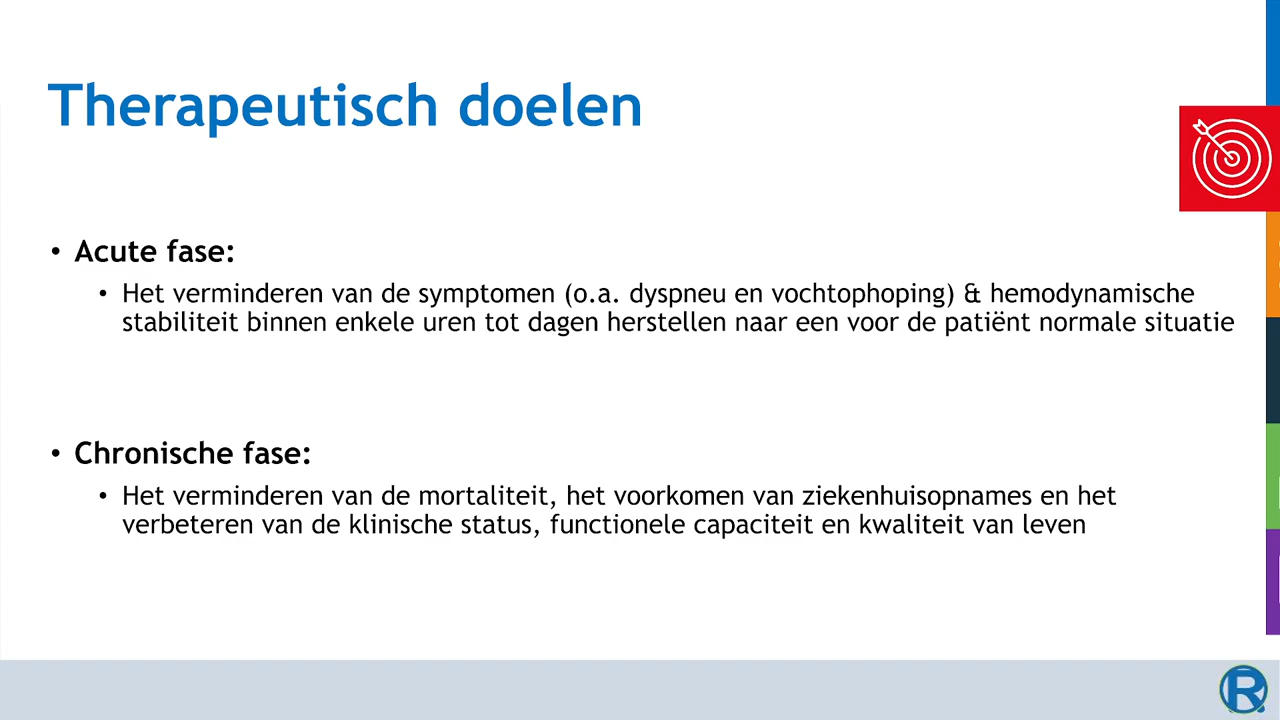 Therapeutisch doelen
• Acute fase:
• Het verminderen van de symptomen (o.a. dyspneu en vochtophoping) & hemodynamische
stabiliteit binnen enkele uren tot dagen herstellen naar een voor de patiënt normale situatie
• Chronische fase:
• Het verminderen van de mortaliteit, het voorkomen van ziekenhuisopnames en het
verbeteren van de klinische status, functionele capaciteit en kwaliteit van leven
R